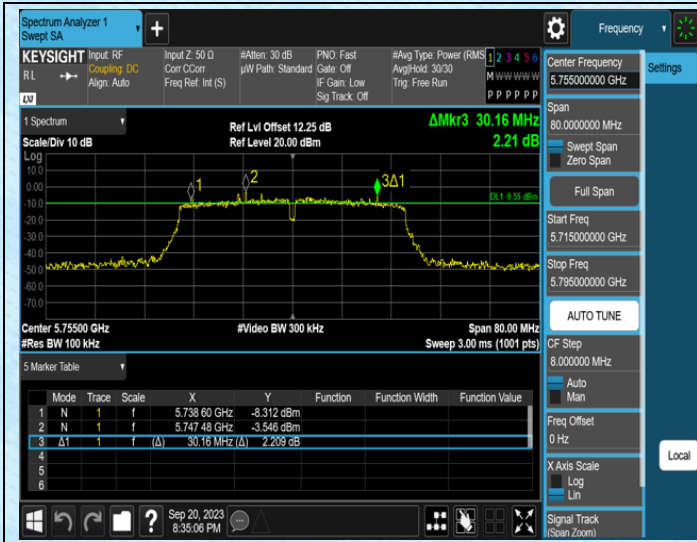 Spectrum Analyzer 1
Swept SA
Frequency
KEYSIGHT Input: RF Input Z: 50 Ω #Atten: 30 dB PNO: Fast #Avg Type: Power (RMS 1 2 3 4 5 6
RL Coupling: DC Corr CCorr µW Path: Standard Gate: Off Avg|Hold: 30/30 M W W W W W
Align: Auto Freq Ref: Int (S) IF Gain: Low Trig: Free Run
Sig Track: Off P P P P P P
LXI
Center Frequency
5.755000000 GHz
Settings
Span
80.0000000 MHz
Swept Span
Zero Span
Full Span
Start Freq
5.715000000 GHz
Stop Freq
5.795000000 GHz
AUTO TUNE
CF Step
8.000000 MHz
Auto
Man
Freq Offset
0 Hz
X Axis Scale
Log
Lin
Signal Track
(Span Zoom)
Local
1 Spectrum
Scale/Div 10 dB
Ref Lvl Offset 12.25 dB
Ref Level 20.00 dBm
ΔMkr3 30.16 MHz
2.21 dB
Log
10.0
0.00
-10.0
-20.0
-30.0
-40.0
-50.0
-60.0
-70.0
1
2
3Δ1
DL1 -9.55 dBm
Center 5.75500 GHz #Video BW 300 kHz Span 80.00 MHz
#Res BW 100 kHz Sweep 3.00 ms (1001 pts)
5 Marker Table
Mode Trace Scale X Y Function Function Width Function Value
1 N 1 f 5.738 60 GHz -8.312 dBm
2 N 1 f 5.747 48 GHz -3.546 dBm
3 Δ1 1 f (Δ) 30.16 MHz (Δ) 2.209 dB
4
5
6
Sep 20, 2023
8:35:06 PM